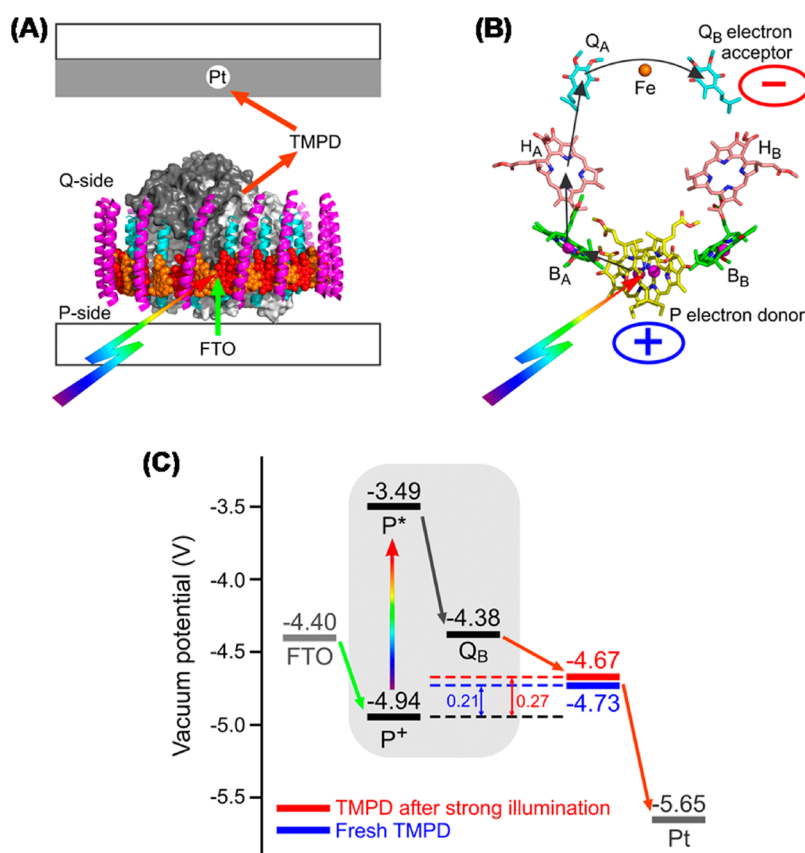 (A)
Pt
TMPD
Q-side
P-side
FTO
(B)
QA
QB electron
acceptor
−
Fe
HA
HB
BA
BB
P electron donor
+
(C)
Vacuum potential (V)
-3.5
-4.0
-4.5
-5.0
-5.5
-3.49
P*
-4.40
FTO
-4.38
QB
-4.94
P+
0.21
0.27
-4.67
-4.73
-5.65
Pt
TMPD after strong illumination
Fresh TMPD